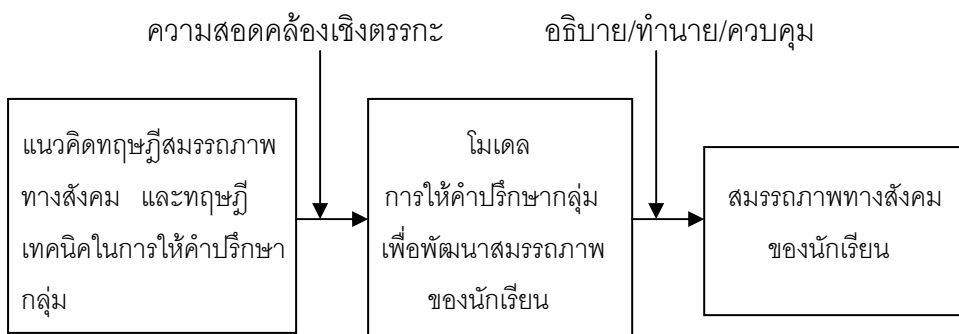 ความสอดคล้องเชิงตรรกะ
อธิบาย/ทำนาย/ควบคุม
แนวคิดทฤษฎีสมรรถภาพ
ทางสังคม และทฤษฎี
เทคนิคในการให้คำปรึกษา
กลุ่ม
โมเดล
การให้คำปรึกษากลุ่ม
เพื่อพัฒนาสมรรถภาพ
ของนักเรียน
สมรรถภาพทางสังคม
ของนักเรียน